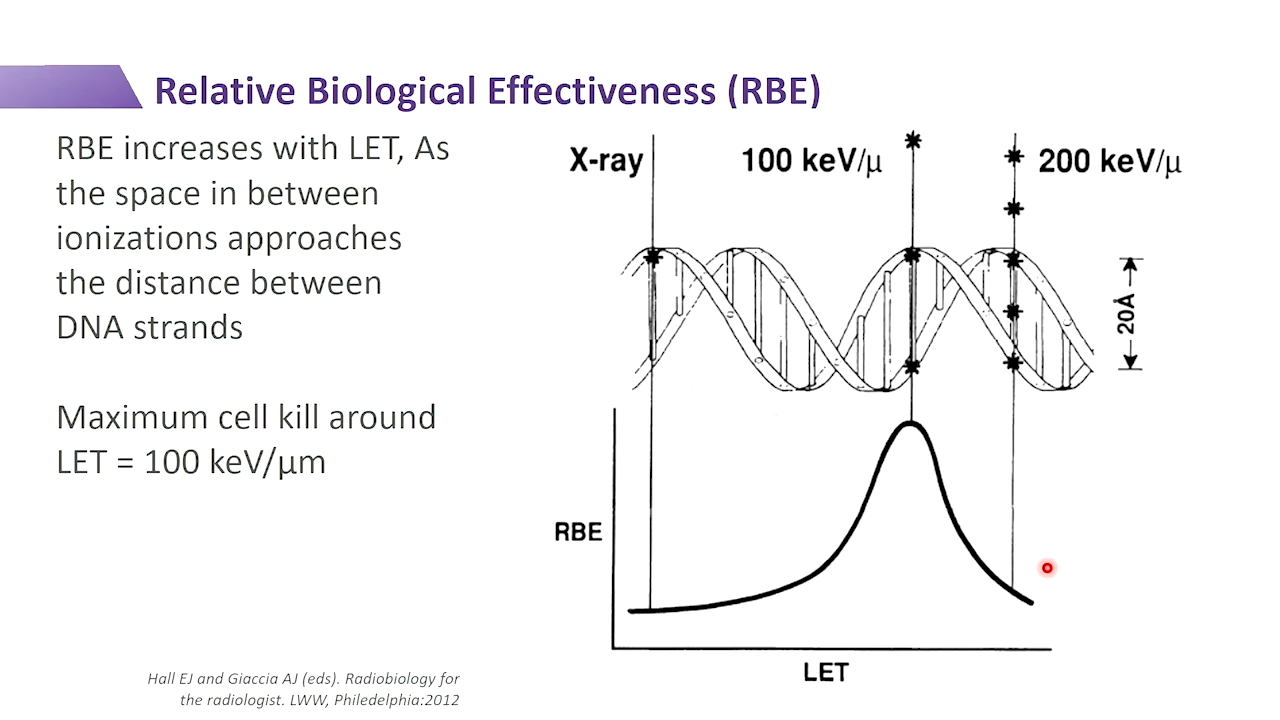 Relative Biological Effectiveness (RBE)
RBE increases with LET, As
the space in between
ionizations approaches
the distance between
DNA strands
Maximum cell kill around
LET = 100 keV/μm
X-ray
100 keV/μ
200 keV/μ
20Å
RBE
LET
Hall EJ and Giaccia AJ (eds). Radiobiology for
the radiologist. LWW, Philedelphia:2012